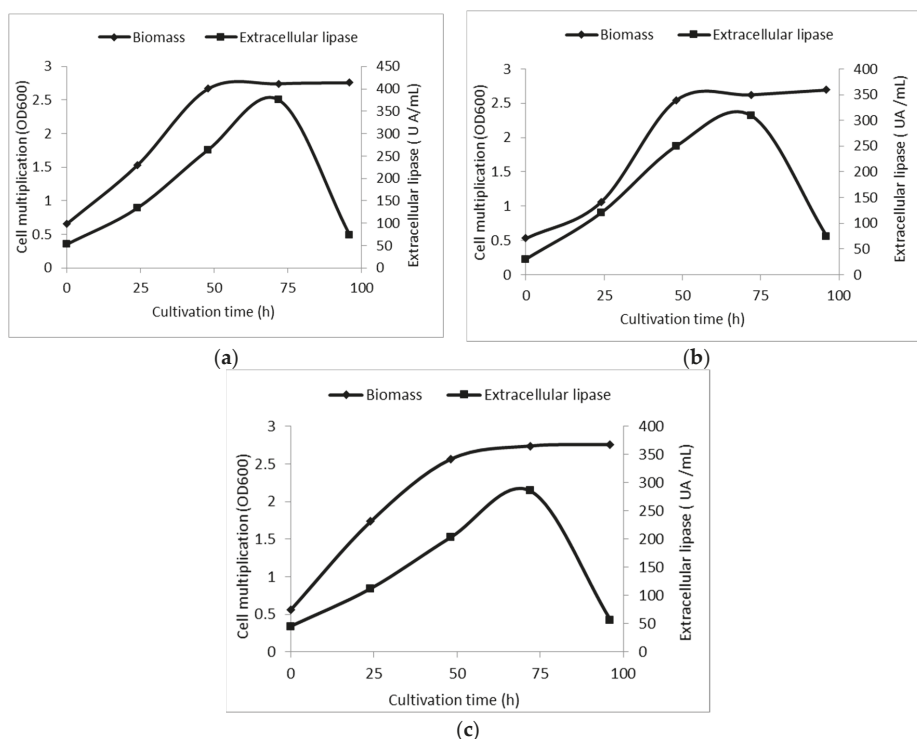 (a)
Biomass Extracellular lipase
Cell multiplication (OD600)
3
2.5
2
1.5
1
0.5
0
450
400
350
300
250
200
150
100
50
0
Extracellular lipase ( U A/mL)
0 25 50 75 100
Cultivation time (h)
(a)
(b)
Biomass Extracellular lipase
Cell multiplication (OD600)
3
2.5
2
1.5
1
0.5
0
400
350
300
250
200
150
100
50
0
Extracellular lipase ( UA /mL)
0 25 50 75 100
Cultivation time (h)
(b)
Biomass Extracellular lipase
Cell multiplication (OD600)
3
2.5
2
1.5
1
0.5
0
400
350
300
250
200
150
100
50
0
Extracellular lipase ( UA /mL)
0 25 50 75 100
Cultivation time (h)
(c)